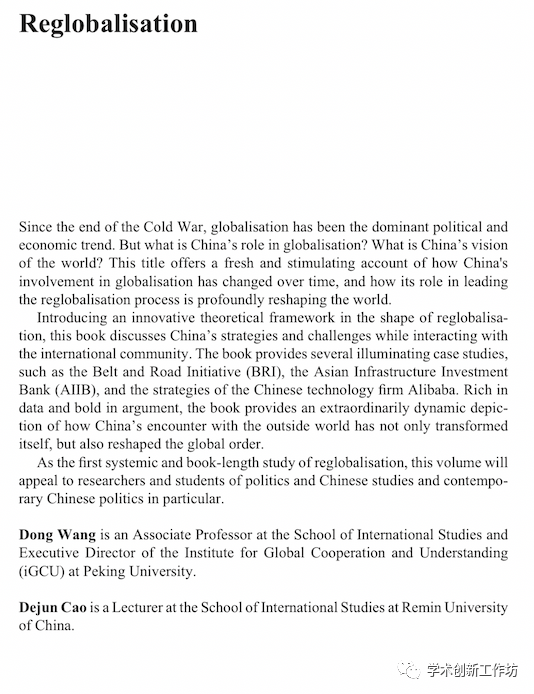 Reglobalisation
Since the end of the Cold War, globalisation has been the dominant political and
economic trend. But what is China's role in globalisation? What is China's vision
of the world? This title offers a fresh and stimulating account of how China's
involvement in globalisation has changed over time, and how its role in leading
the reglobalisation process is profoundly reshaping the world.
Introducing an innovative theoretical framework in the shape of reglobalisa-
tion, this book discusses China's strategies and challenges while interacting with
the international community. The book provides several illuminating case studies,
such as the Belt and Road Initiative (BRI), the Asian Infrastructure Investment
Bank (AIIB), and the strategies of the Chinese technology firm Alibaba. Rich in
data and bold in argument, the book provides an extraordinarily dynamic depic-
tion of how China's encounter with the outside world has not only transformed
itself, but also reshaped the global order.
As the first systemic and book-length study of reglobalisation, this volume will
appeal to researchers and students of politics and Chinese studies and contempo-
rary Chinese politics in particular.
Dong Wang is an Associate Professor at the School of International Studies and
Executive Director of the Institute for Global Cooperation and Understanding
(iGCU) at Peking University.
Dejun Cao is a Lecturer at the School of International Studies at Remin University
of China.
学术创新工作坊